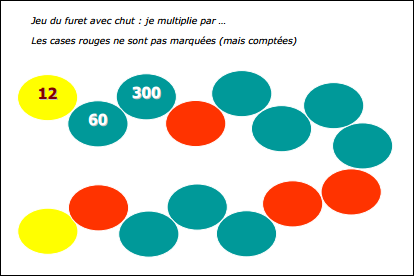 Jeu du furet avec chut : je multiplie par ...
Les cases rouges ne sont pas marquées (mais comptées)
12
60
300